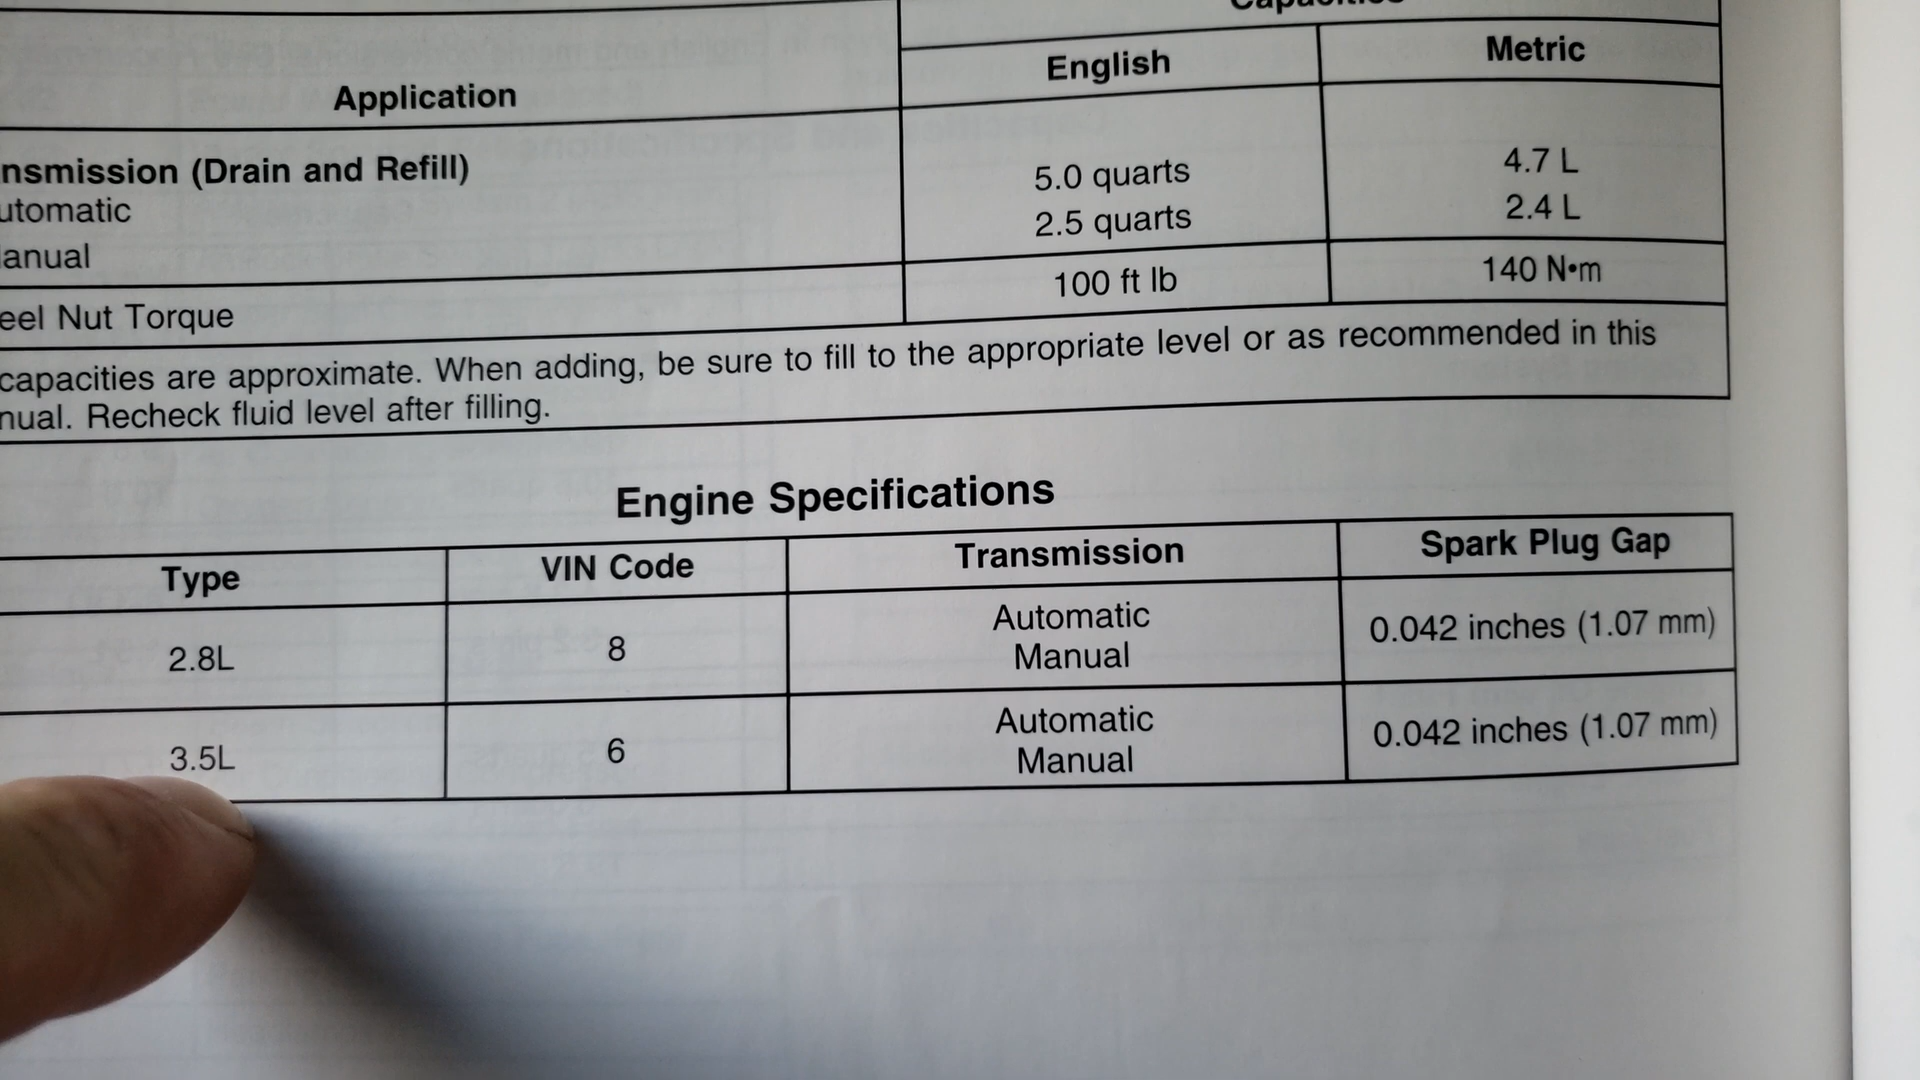 English
Metric
Application
nsmission (Drain and Refill)
utomatic 5.0 quarts 4.7 L
anual 2.5 quarts 2.4 L
eel Nut Torque 100 ft lb 140 N•m
capacities are approximate. When adding, be sure to fill to the appropriate level or as recommended in this
nual. Recheck fluid level after filling.
Engine Specifications
Type VIN Code Transmission Spark Plug Gap
2.8L 8 Automatic 0.042 inches (1.07 mm)
Manual
3.5L 6 Automatic 0.042 inches (1.07 mm)
Manual